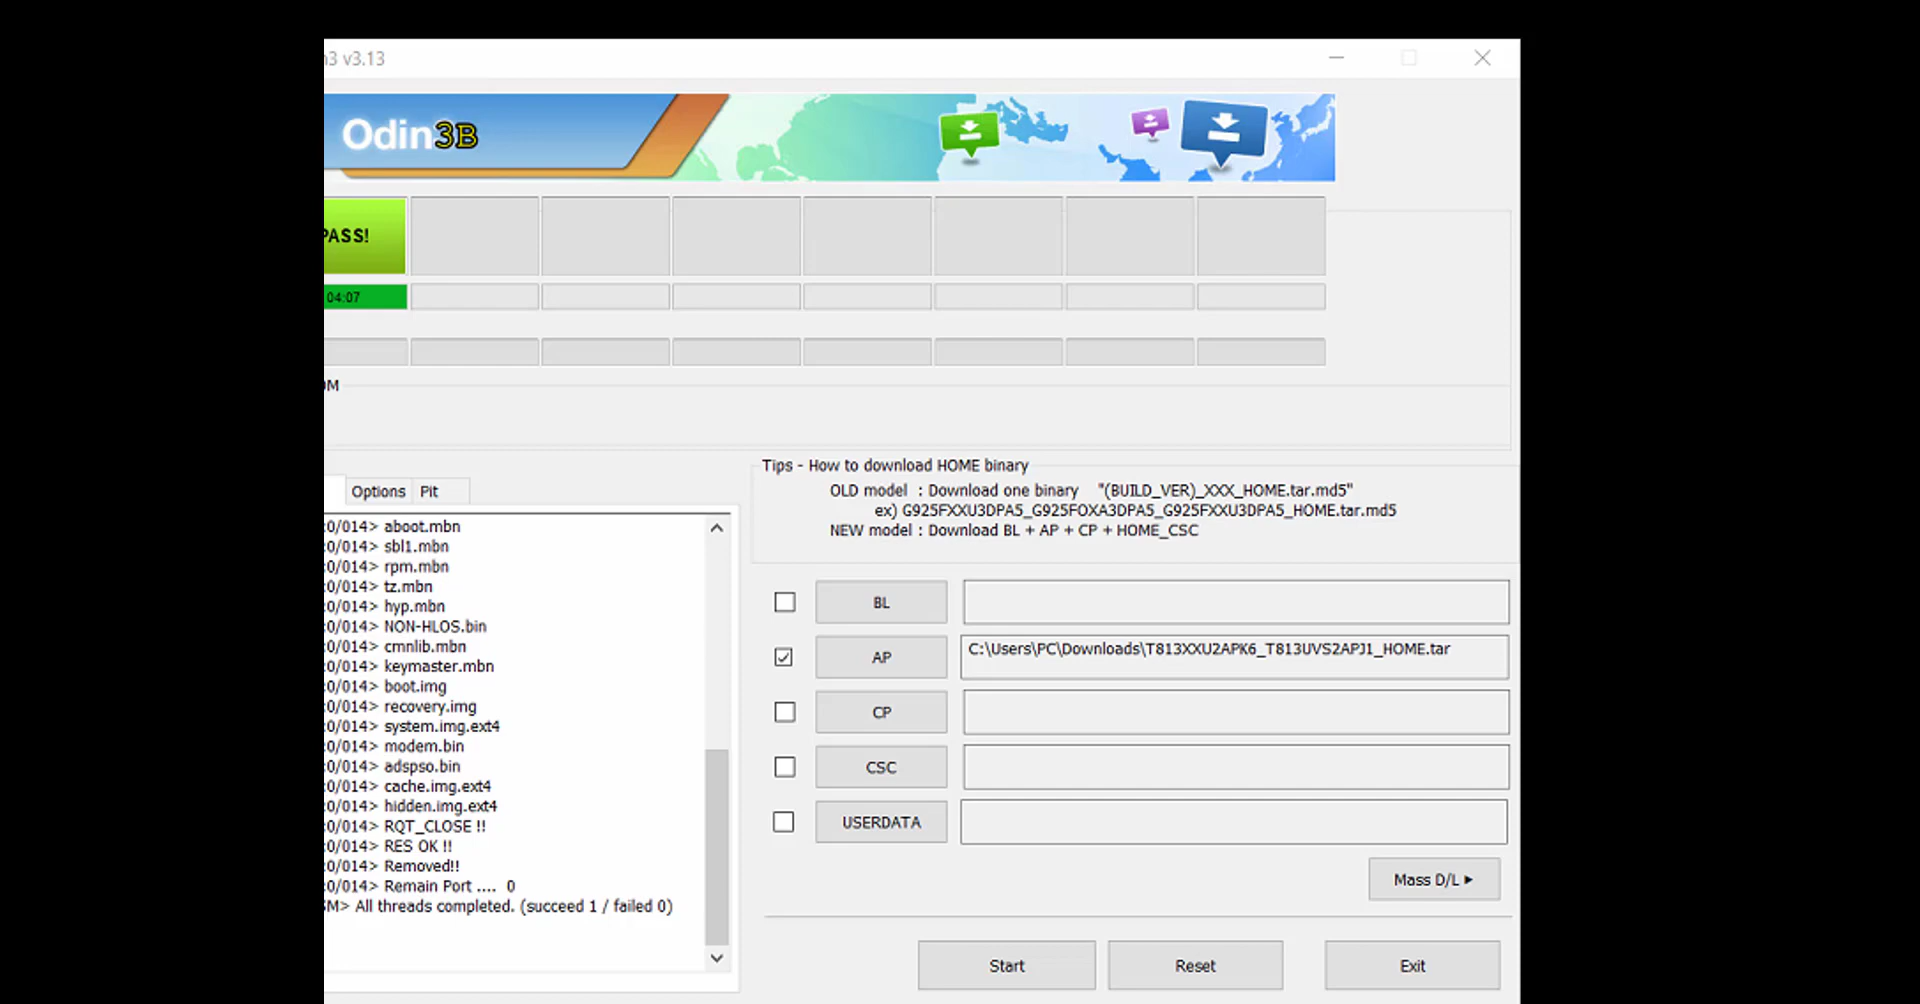 n3 v3.13
Odin3B
PASS!
04:07
OM
Options Pit
Tips - How to download HOME binary
OLD model : Download one binary "(BUILD_VER)_XXX_HOME.tar.md5"
ex) G925FXXU3DPA5_G925FOXA3DPA5_G925FXXU3DPA5_HOME.tar.md5
NEW model : Download BL + AP + CP + HOME_CSC
:0/014> aboot.mbn
:0/014> sbl1.mbn
:0/014> rpm.mbn
:0/014> tz.mbn
:0/014> hyp.mbn
:0/014> NON-HLOS.bin
:0/014> cmnlib.mbn
:0/014> keymaster.mbn
:0/014> boot.img
:0/014> recovery.img
:0/014> system.img.ext4
:0/014> modem.bin
:0/014> adspso.bin
:0/014> cache.img.ext4
:0/014> hidden.img.ext4
:0/014> RQT_CLOSE !!
:0/014> RES OK !!
:0/014> Removed!!
:0/014> Remain Port .... 0
SM> All threads completed. (succeed 1 / failed 0)
BL
AP C:\Users\PC\Downloads\T813XXU2APK6_T813UVS2APJ1_HOME.tar
CP
CSC
USERDATA
Mass D/L ►
Start Reset Exit